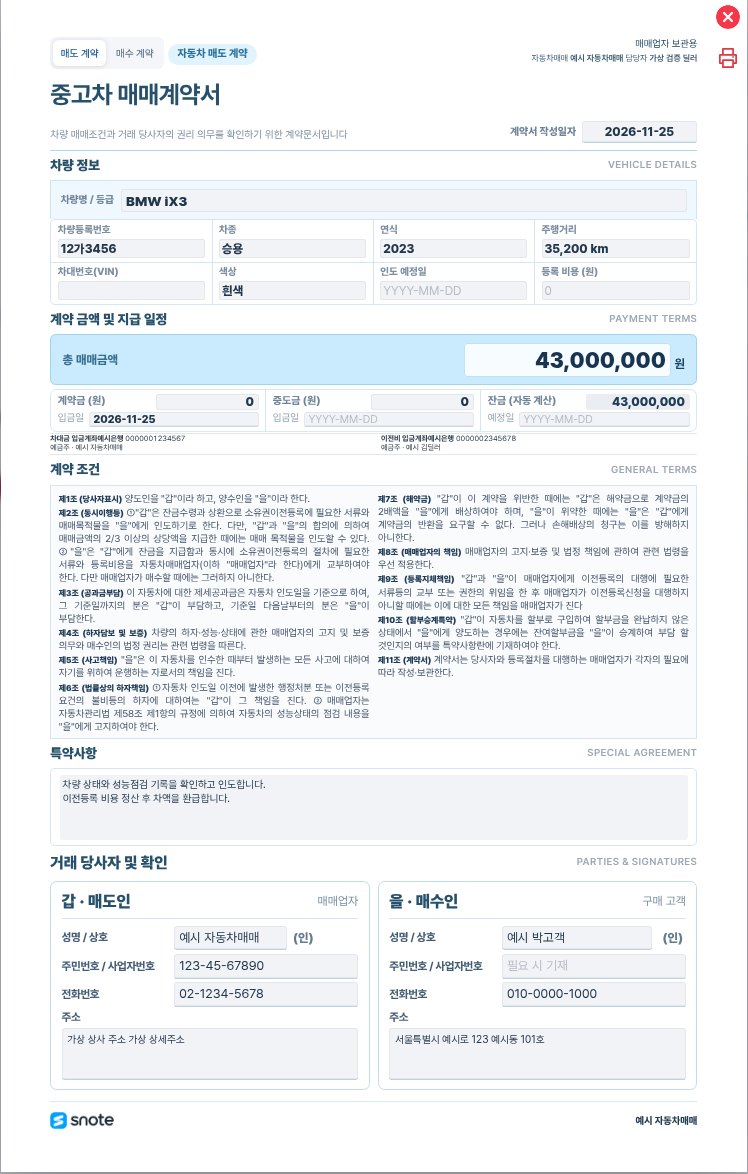 매도 계약 매수 계약 자동차 매도 계약
매매업자 보관용
자동차매매 예시 자동차매매 담당자 가상 검증 딜러
중고차 매매계약서
차량 매매조건과 거래 당사자의 권리 의무를 확인하기 위한 계약문서입니다
계약서 작성일자 2026-11-25
차량 정보 VEHICLE DETAILS
차량명 / 등급 BMW iX3
차량등록번호 차종 연식 주행거리
12가3456 승용 2023 35,200 km
차대번호(VIN) 색상 인도 예정일 등록 비용 (원)
흰색 YYYY-MM-DD 0
계약 금액 및 지급 일정 PAYMENT TERMS
총 매매금액 43,000,000 원
계약금 (원) 0 중도금 (원) 0 잔금 (자동 계산) 43,000,000
입금일 2026-11-25 입금일 YYYY-MM-DD 예정일 YYYY-MM-DD
차대금 입금계좌예시은행 0000001234567 이전비 입금계좌예시은행 0000002345678
예금주 · 예시 자동차매매 예금주 · 예시 김딜러
계약 조건 GENERAL TERMS
제1조 (당사자표시) 양도인을 "갑"이라 하고, 양수인을 "을"이라 한다.
제2조 (동시이행등) ①"갑"은 잔금수령과 상환으로 소유권이전등록에 필요한 서류와
매매목적물을 "을"에게 인도하기로 한다. 다만, "갑"과 "을"의 합의에 의하여
매매금액의 2/3 이상의 상당액을 지급한 때에는 매매 목적물을 인도할 수 있다.
② "을"은 "갑"에게 잔금을 지급함과 동시에 소유권이전등록의 절차에 필요한
서류와 등록비용을 자동차매매업자(이하 "매매업자"라 한다)에게 교부하여야
한다. 다만 매매업자가 매수할 때에는 그러하지 아니한다.
제3조 (공과금부담) 이 자동차에 대한 제세공과금은 자동차 인도일을 기준으로 하여,
그 기준일까지의 분은 "갑"이 부담하고, 기준일 다음날부터의 분은 "을"이
부담한다.
제4조 (하자담보 및 보증) 차량의 하자·성능·상태에 관한 매매업자의 고지 및 보증
의무와 매수인의 법정 권리는 관련 법령을 따른다.
제5조 (사고책임) "을"은 이 자동차를 인수한 때부터 발생하는 모든 사고에 대하여
자기를 위하여 운행하는 자로서의 책임을 진다.
제6조 (법률상의 하자책임) ①자동차 인도일 이전에 발생한 행정처분 또는 이전등록
요건의 불비등의 하자에 대하여는 "갑"이 그 책임을 진다. ② 매매업자는
자동차관리법 제58조 제1항의 규정에 의하여 자동차의 성능상태의 점검 내용을
"을"에게 고지하여야 한다.
제7조 (해약금) "갑"이 이 계약을 위반한 때에는 "갑"은 해약금으로 계약금의
2배액을 "을"에게 배상하여야 하며, "을"이 위약한 때에는 "을"은 "갑"에게
계약금의 반환을 요구할 수 없다. 그러나 손해배상의 청구는 이를 방해하지
아니한다.
제8조 (매매업자의 책임) 매매업자의 고지·보증 및 법정 책임에 관하여 관련 법령을
우선 적용한다.
제9조 (등록지체책임) "갑"과 "을"이 매매업자에게 이전등록의 대행에 필요한
서류등의 교부 또는 권한의 위임을 한 후 매매업자가 이전등록신청을 대행하지
아니할 때에는 이에 대한 모든 책임을 매매업자가 진다
제10조 (할부승계특약) "갑"이 자동차를 할부로 구입하여 할부금을 완납하지 않은
상태에서 "을"에게 양도하는 경우에는 잔여할부금을 "을"이 승계하여 부담 할
것인지의 여부를 특약사항란에 기재하여야 한다.
제11조 (계약서) 계약서는 당사자와 등록절차를 대행하는 매매업자가 각자의 필요에
따라 작성·보관한다.
특약사항 SPECIAL AGREEMENT
차량 상태와 성능점검 기록을 확인하고 인도합니다.
이전등록 비용 정산 후 차액을 환급합니다.
거래 당사자 및 확인 PARTIES & SIGNATURES
갑 · 매도인 매매업자
성명 / 상호 예시 자동차매매 (인)
주민번호 / 사업자번호 123-45-67890
전화번호 02-1234-5678
주소
가상 상사 주소 가상 상세주소
을 · 매수인 구매 고객
성명 / 상호 예시 박고객 (인)
주민번호 / 사업자번호 필요 시 기재
전화번호 010-0000-1000
주소
서울특별시 예시로 123 예시동 101호
snote 예시 자동차매매